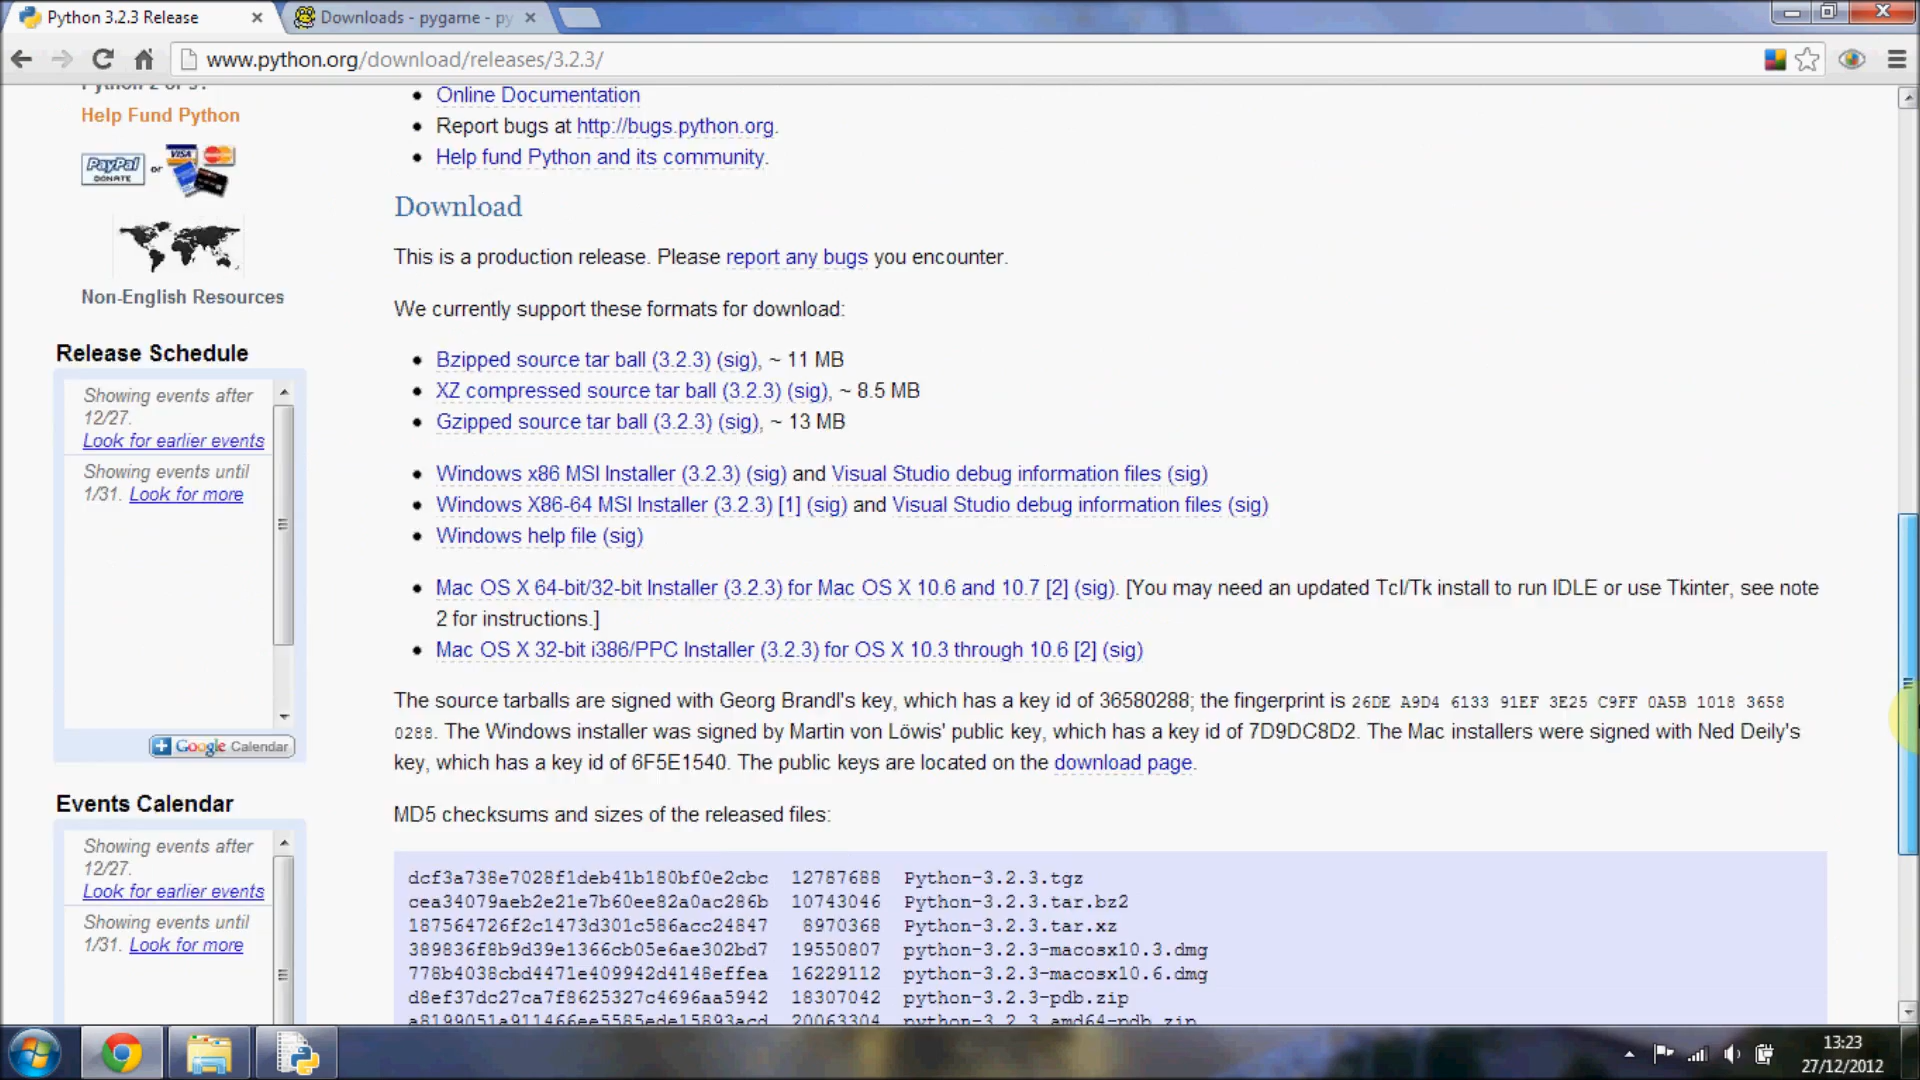 Python 3.2.3 Release
Downloads - pygame - py
www.python.org/download/releases/3.2.3/
Python 2 or 3?
Help Fund Python
PayPal DONATE or VISA
Non-English Resources
Release Schedule
Showing events after
12/27.
Look for earlier events
Showing events until
1/31. Look for more
Google Calendar
Events Calendar
Showing events after
12/27.
Look for earlier events
Showing events until
1/31. Look for more
Online Documentation
Report bugs at http://bugs.python.org.
Help fund Python and its community.
Download
This is a production release. Please report any bugs you encounter.
We currently support these formats for download:
Bzipped source tar ball (3.2.3) (sig), ~ 11 MB
XZ compressed source tar ball (3.2.3) (sig), ~ 8.5 MB
Gzipped source tar ball (3.2.3) (sig), ~ 13 MB
Windows x86 MSI Installer (3.2.3) (sig) and Visual Studio debug information files (sig)
Windows X86-64 MSI Installer (3.2.3) [1] (sig) and Visual Studio debug information files (sig)
Windows help file (sig)
Mac OS X 64-bit/32-bit Installer (3.2.3) for Mac OS X 10.6 and 10.7 [2] (sig). [You may need an updated Tcl/Tk install to run IDLE or use Tkinter, see note
2 for instructions.]
Mac OS X 32-bit i386/PPC Installer (3.2.3) for OS X 10.3 through 10.6 [2] (sig)
The source tarballs are signed with Georg Brandl's key, which has a key id of 36580288; the fingerprint is 26DE A9D4 6133 91EF 3E25 C9FF 0A5B 1018 3658
0288. The Windows installer was signed by Martin von Löwis' public key, which has a key id of 7D9DC8D2. The Mac installers were signed with Ned Deily's
key, which has a key id of 6F5E1540. The public keys are located on the download page.
MD5 checksums and sizes of the released files:
dcf3a738e7028f1deb41b180bf0e2cbc 12787688 Python-3.2.3.tgz
cea34079aeb2e21e7b60ee82a0ac286b 10743046 Python-3.2.3.tar.bz2
187564726f2c1473d301c586acc24847 8970368 Python-3.2.3.tar.xz
389836f8b9d39e1366cb05e6ae302bd7 19550807 python-3.2.3-macosx10.3.dmg
778b4038cbd4471e409942d4148effea 16229112 python-3.2.3-macosx10.6.dmg
d8ef37dc27ca7f8625327c4696aa5942 18307042 python-3.2.3-pdb.zip
a8199051a911466ee5585ede15893acd 20063304 python-3.2.3.amd64-pdb.zip
13:23
27/12/2012